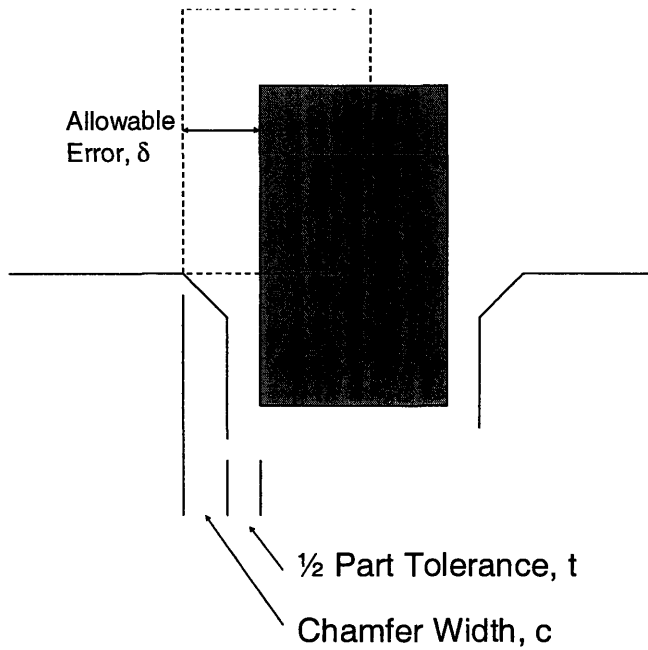 Allowable
Error, δ
½ Part Tolerance, t
Chamfer Width, c